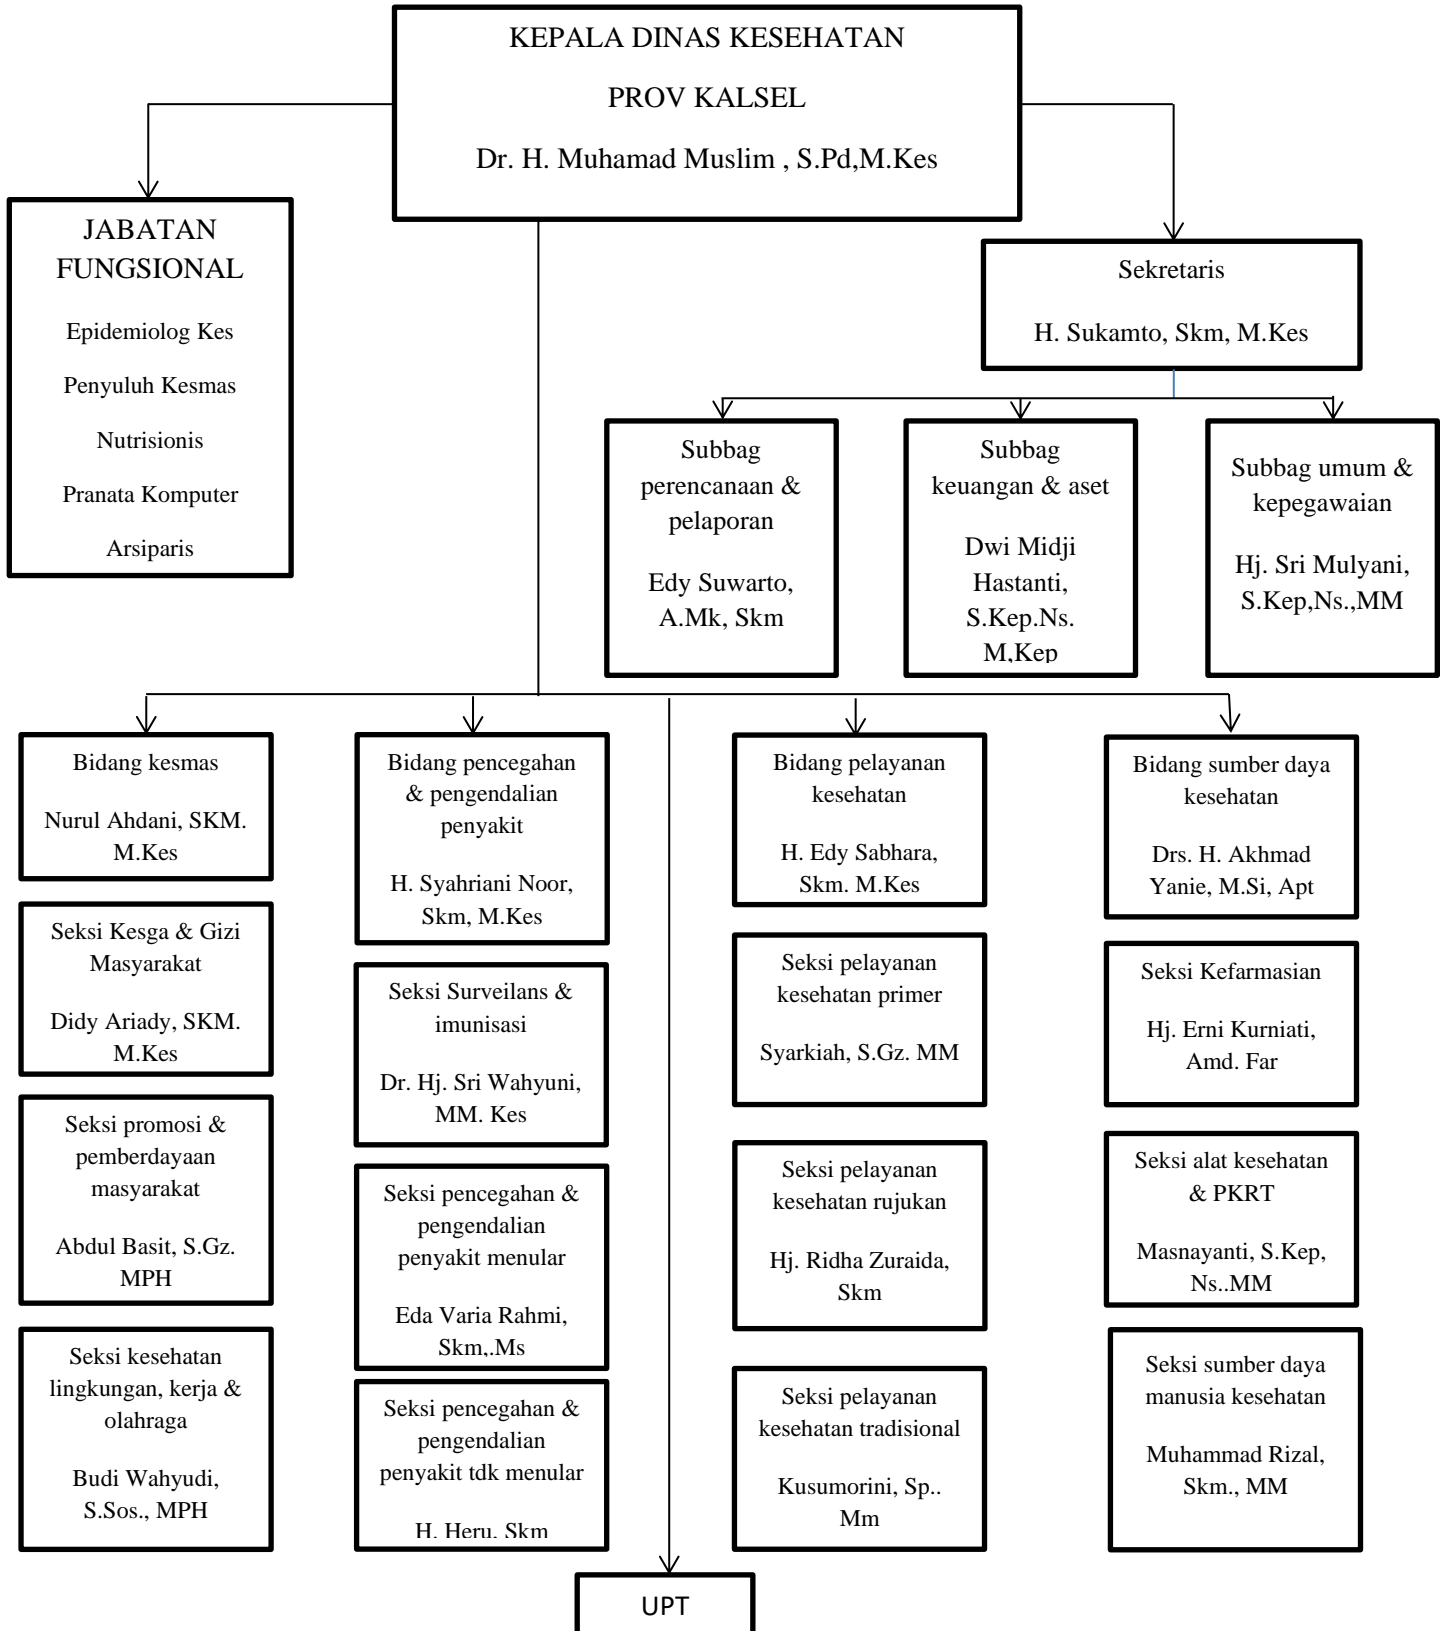 KEPALA DINAS KESEHATAN
PROV KALSEL
Dr. H. Muhamad Muslim , S.Pd,M.Kes
JABATAN
FUNGSIONAL
Epidemiolog Kes
Penyuluh Kesmas
Nutrisionis
Pranata Komputer
Arsiparis
Sekretaris
H. Sukamto, Skm, M.Kes
Subbag
perencanaan &
pelaporan
Edy Suwarto,
A.Mk, Skm
Subbag
keuangan & aset
Dwi Midji
Hastanti,
S.Kep.Ns.
M,Kep
Subbag umum &
kepegawaian
Hj. Sri Mulyani,
S.Kep,Ns.,MM
Bidang kesmas
Nurul Ahdani, SKM.
M.Kes
Seksi Kesga & Gizi
Masyarakat
Didy Ariady, SKM.
M.Kes
Seksi promosi &
pemberdayaan
masyarakat
Abdul Basit, S.Gz.
MPH
Seksi kesehatan
lingkungan, kerja &
olahraga
Budi Wahyudi,
S.Sos., MPH
Bidang pencegahan
& pengendalian
penyakit
H. Syahriani Noor,
Skm, M.Kes
Seksi Surveilans &
imunisasi
Dr. Hj. Sri Wahyuni,
MM. Kes
Seksi pencegahan &
pengendalian
penyakit menular
Eda Varia Rahmi,
Skm,.Ms
Seksi pencegahan &
pengendalian
penyakit tdk menular
H. Heru, Skm
Bidang pelayanan
kesehatan
H. Edy Sabhara,
Skm. M.Kes
Seksi pelayanan
kesehatan primer
Syarkiah, S.Gz. MM
Seksi pelayanan
kesehatan rujukan
Hj. Ridha Zuraida,
Skm
Seksi pelayanan
kesehatan tradisional
Kusumorini, Sp..
Mm
Bidang sumber daya
kesehatan
Drs. H. Akhmad
Yanie, M.Si, Apt
Seksi Kefarmasian
Hj. Erni Kurniati,
Amd. Far
Seksi alat kesehatan
& PKRT
Masnayanti, S.Kep,
Ns..MM
Seksi sumber daya
manusia kesehatan
Muhammad Rizal,
Skm., MM
UPT